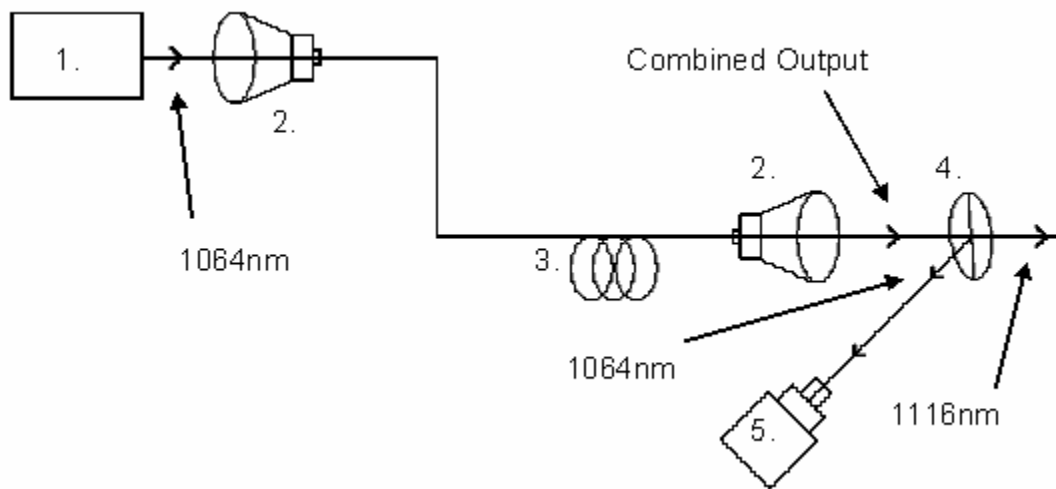 1.
2.
1064nm
Combined Output
2.
4.
3.
1064nm
1116nm
5.